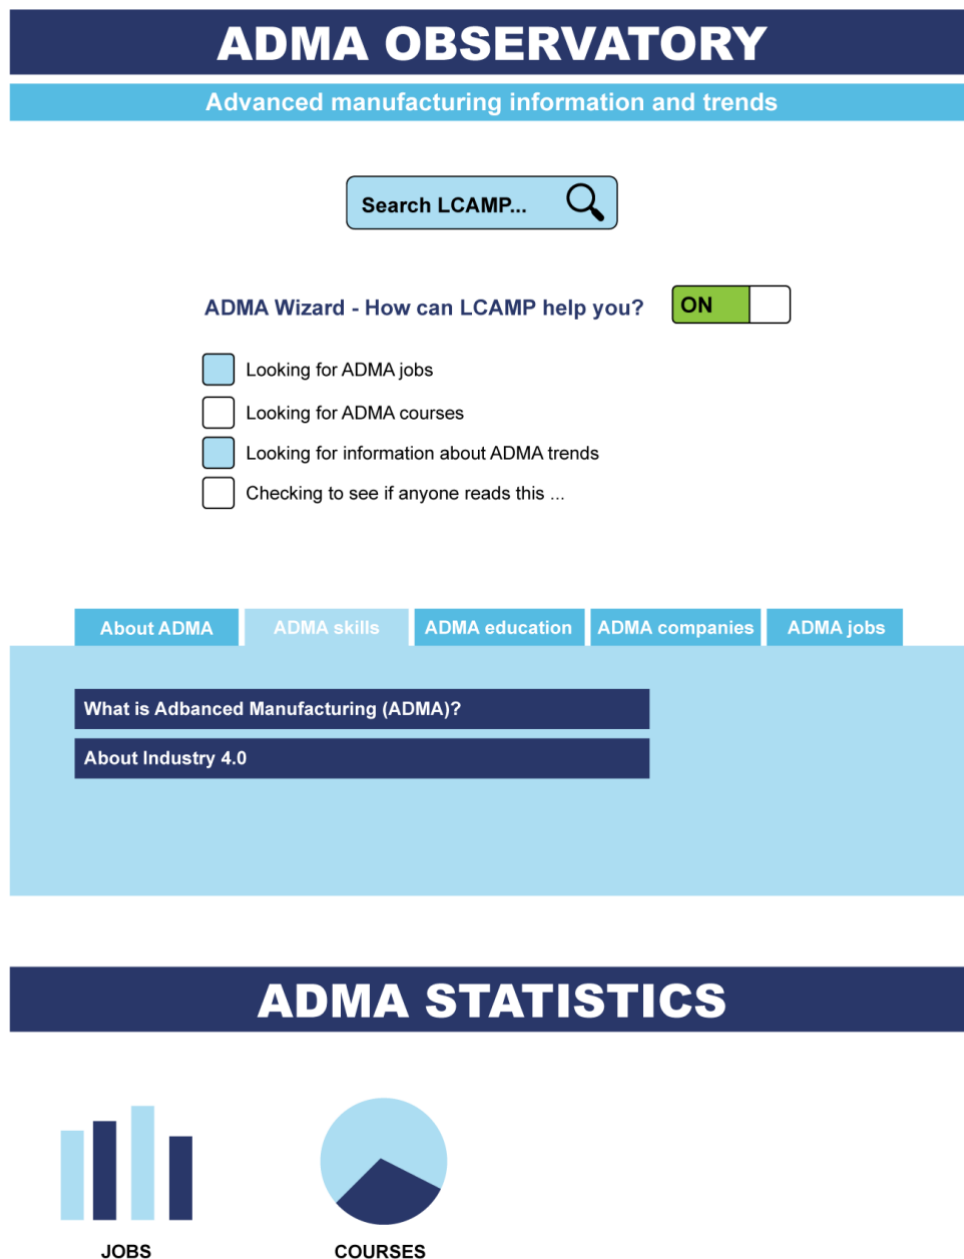 ADMA OBSERVATORY
Advanced manufacturing information and trends
Search LCAMP...
ADMA Wizard - How can LCAMP help you?
ON
Looking for ADMA jobs
Looking for ADMA courses
Looking for information about ADMA trends
Checking to see if anyone reads this ...
About ADMA
ADMA skills
ADMA education
ADMA companies
ADMA jobs
What is Adbanced Manufacturing (ADMA)?
About Industry 4.0
ADMA STATISTICS
JOBS
COURSES